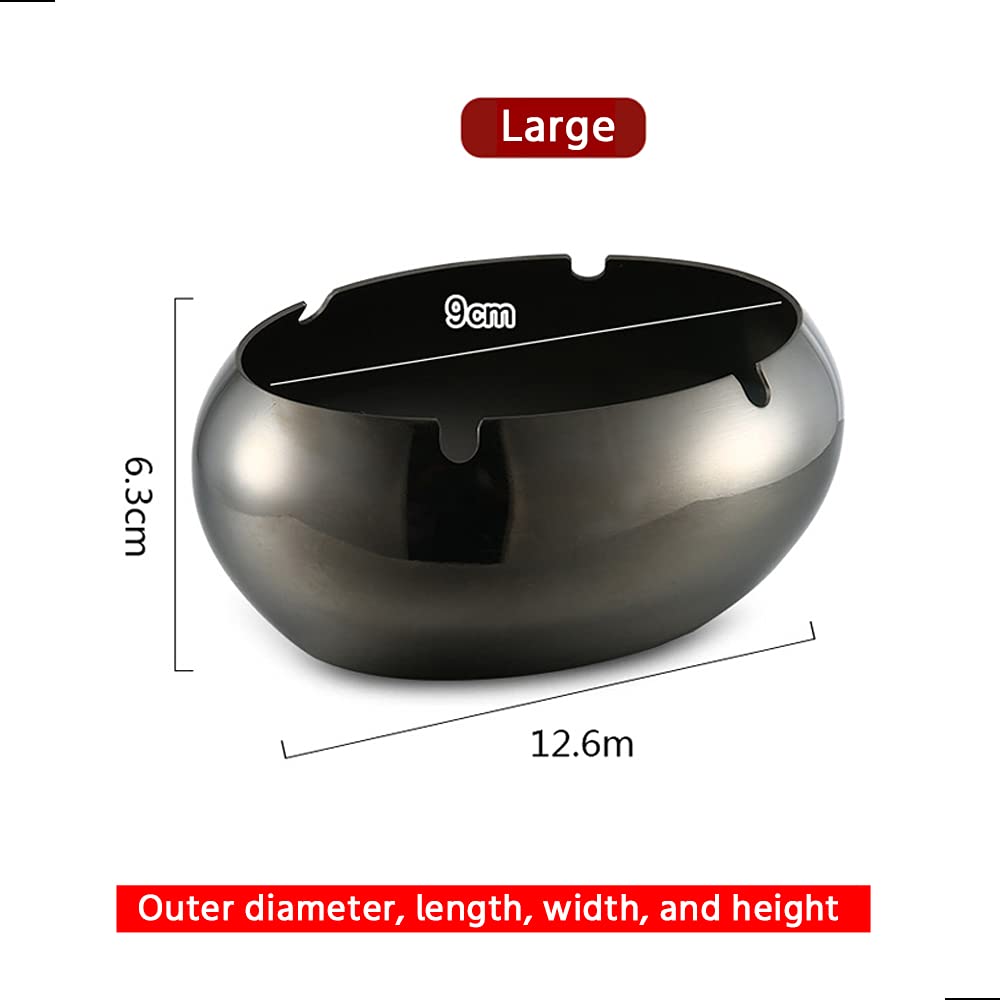 Large
9cm
6.3cm
12.6m
Outer diameter, length, width, and height